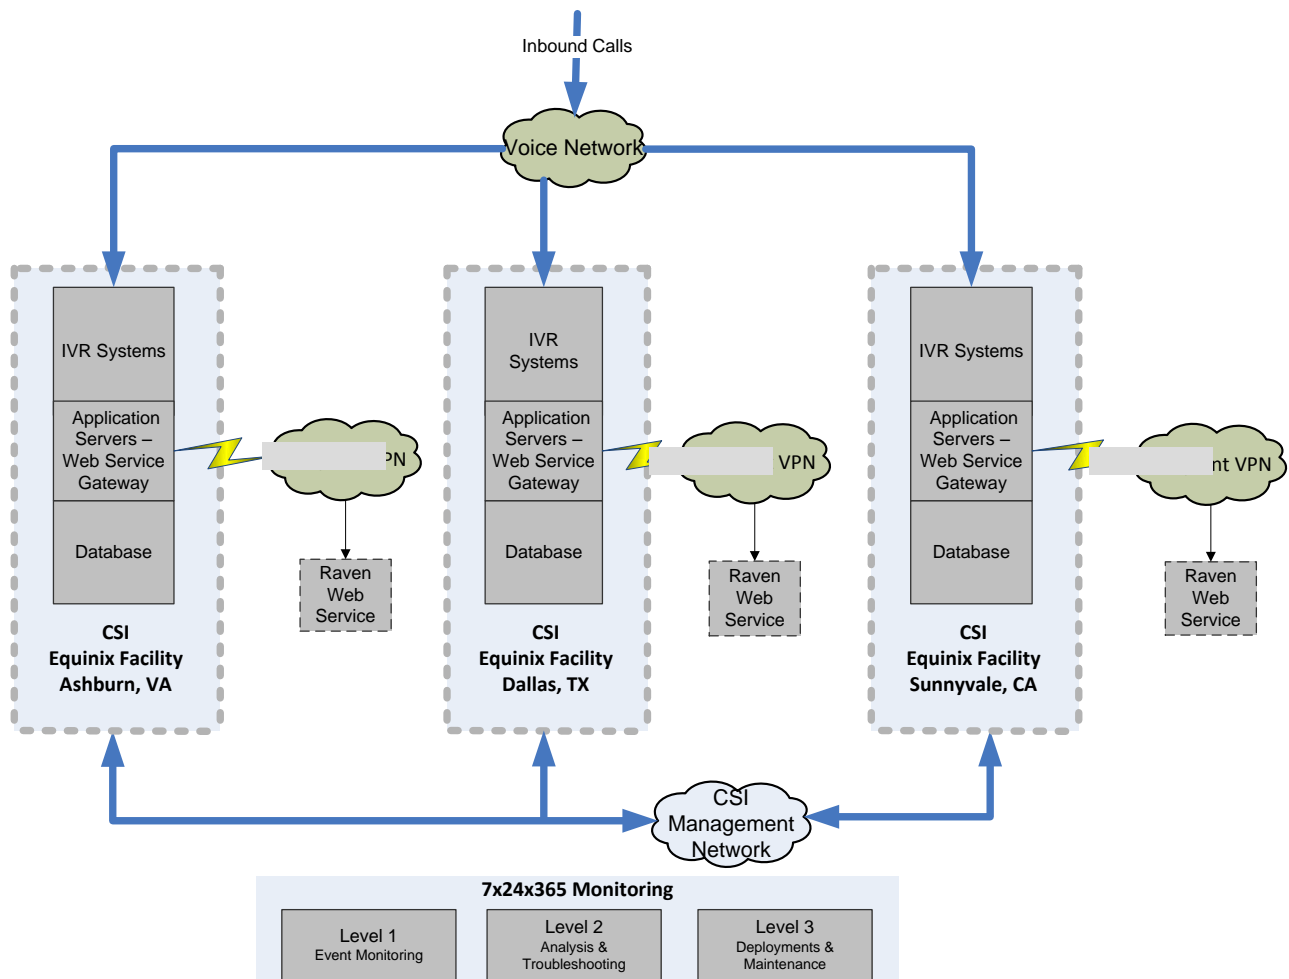 Inbound Calls
Voice Network
IVR Systems
Application
Servers –
Web Service
Gateway
Database
CSI
Equinix Facility
Ashburn, VA
Raven
Web
Service
IVR
Systems
Application
Servers –
Web Service
Gateway
Database
CSI
Equinix Facility
Dallas, TX
VPN
Raven
Web
Service
IVR Systems
Application
Servers –
Web Service
Gateway
Database
CSI
Equinix Facility
Sunnyvale, CA
VPN
Raven
Web
Service
CSI
Management
Network
7x24x365 Monitoring
Level 1
Event Monitoring
Level 2
Analysis &
Troubleshooting
Level 3
Deployments &
Maintenance